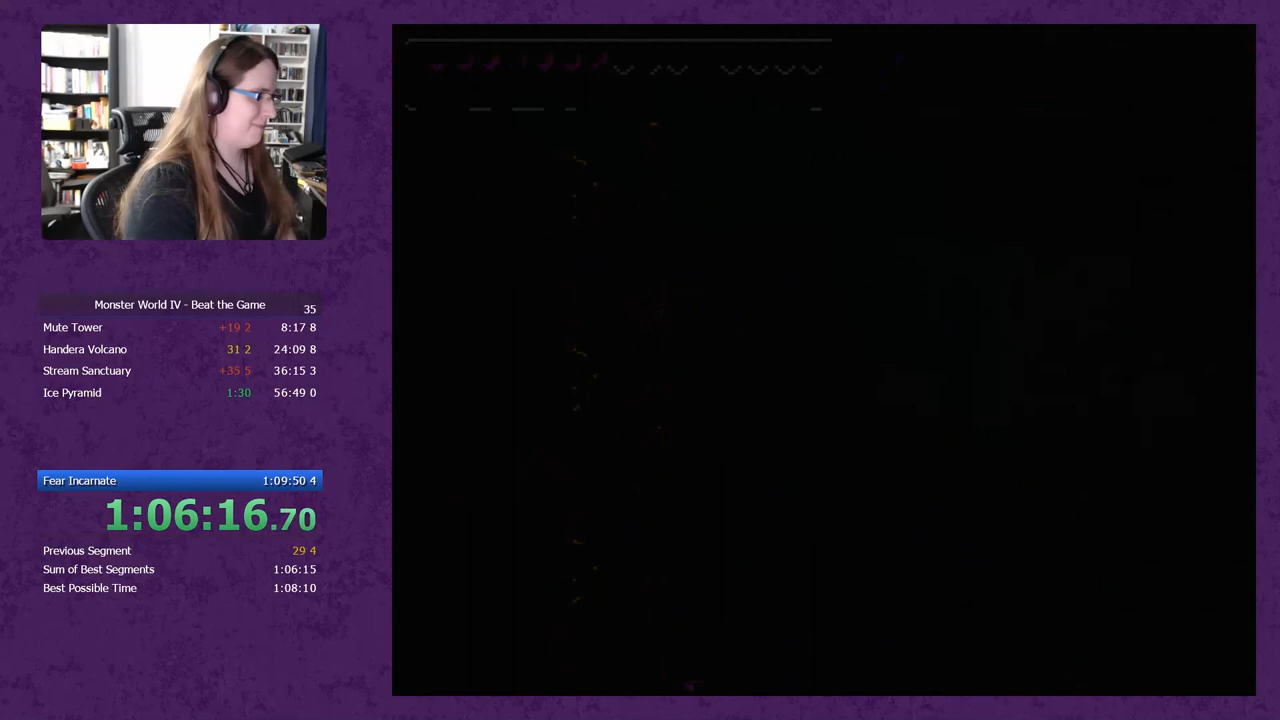 Monster World IV - Beat the Game 35
Mute Tower +19 2 8:17 8
Handera Volcano 31 2 24:09 8
Stream Sanctuary +35 5 36:15 3
Ice Pyramid 1:30 56:49 0
Fear Incarnate 1:09:50 4
1:06:16.70
Previous Segment 29 4
Sum of Best Segments 1:06:15
Best Possible Time 1:08:10